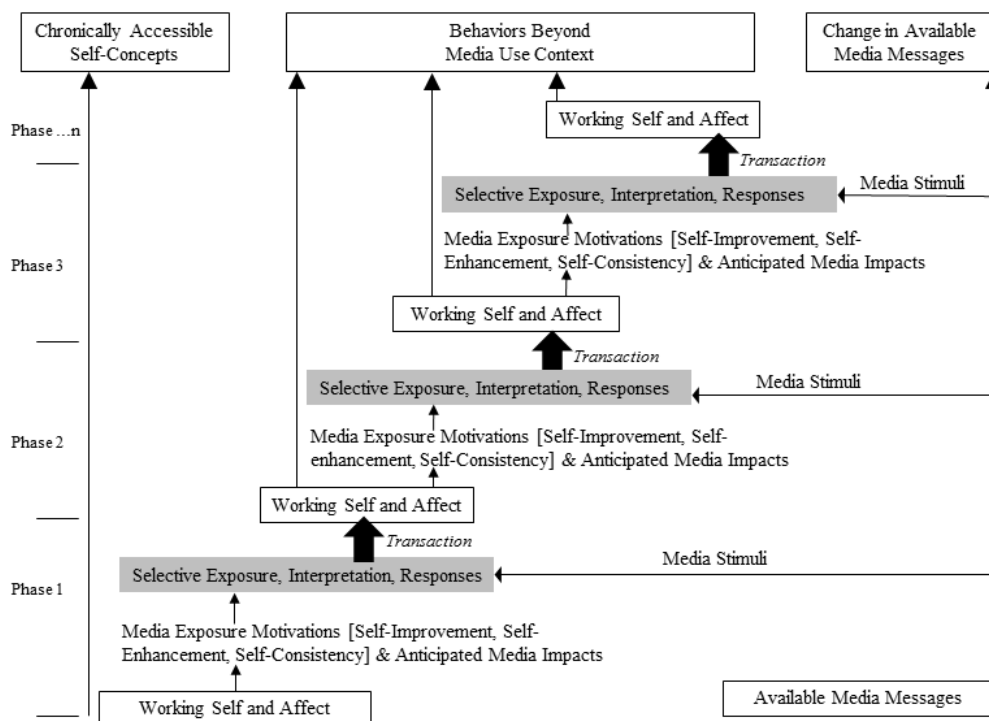 Chronically Accessible
Self-Concepts
Behaviors Beyond
Media Use Context
Change in Available
Media Messages
Phase ...n
Working Self and Affect
Transaction
Selective Exposure, Interpretation, Responses
Media Stimuli
Media Exposure Motivations [Self-Improvement, Self-
Enhancement, Self-Consistency] & Anticipated Media Impacts
Phase 3
Working Self and Affect
Transaction
Selective Exposure, Interpretation, Responses
Media Stimuli
Media Exposure Motivations [Self-Improvement, Self-
enhancement, Self-Consistency] & Anticipated Media Impacts
Phase 2
Working Self and Affect
Transaction
Selective Exposure, Interpretation, Responses
Media Stimuli
Phase 1
Media Exposure Motivations [Self-Improvement, Self-
Enhancement, Self-Consistency] & Anticipated Media Impacts
Working Self and Affect
Available Media Messages